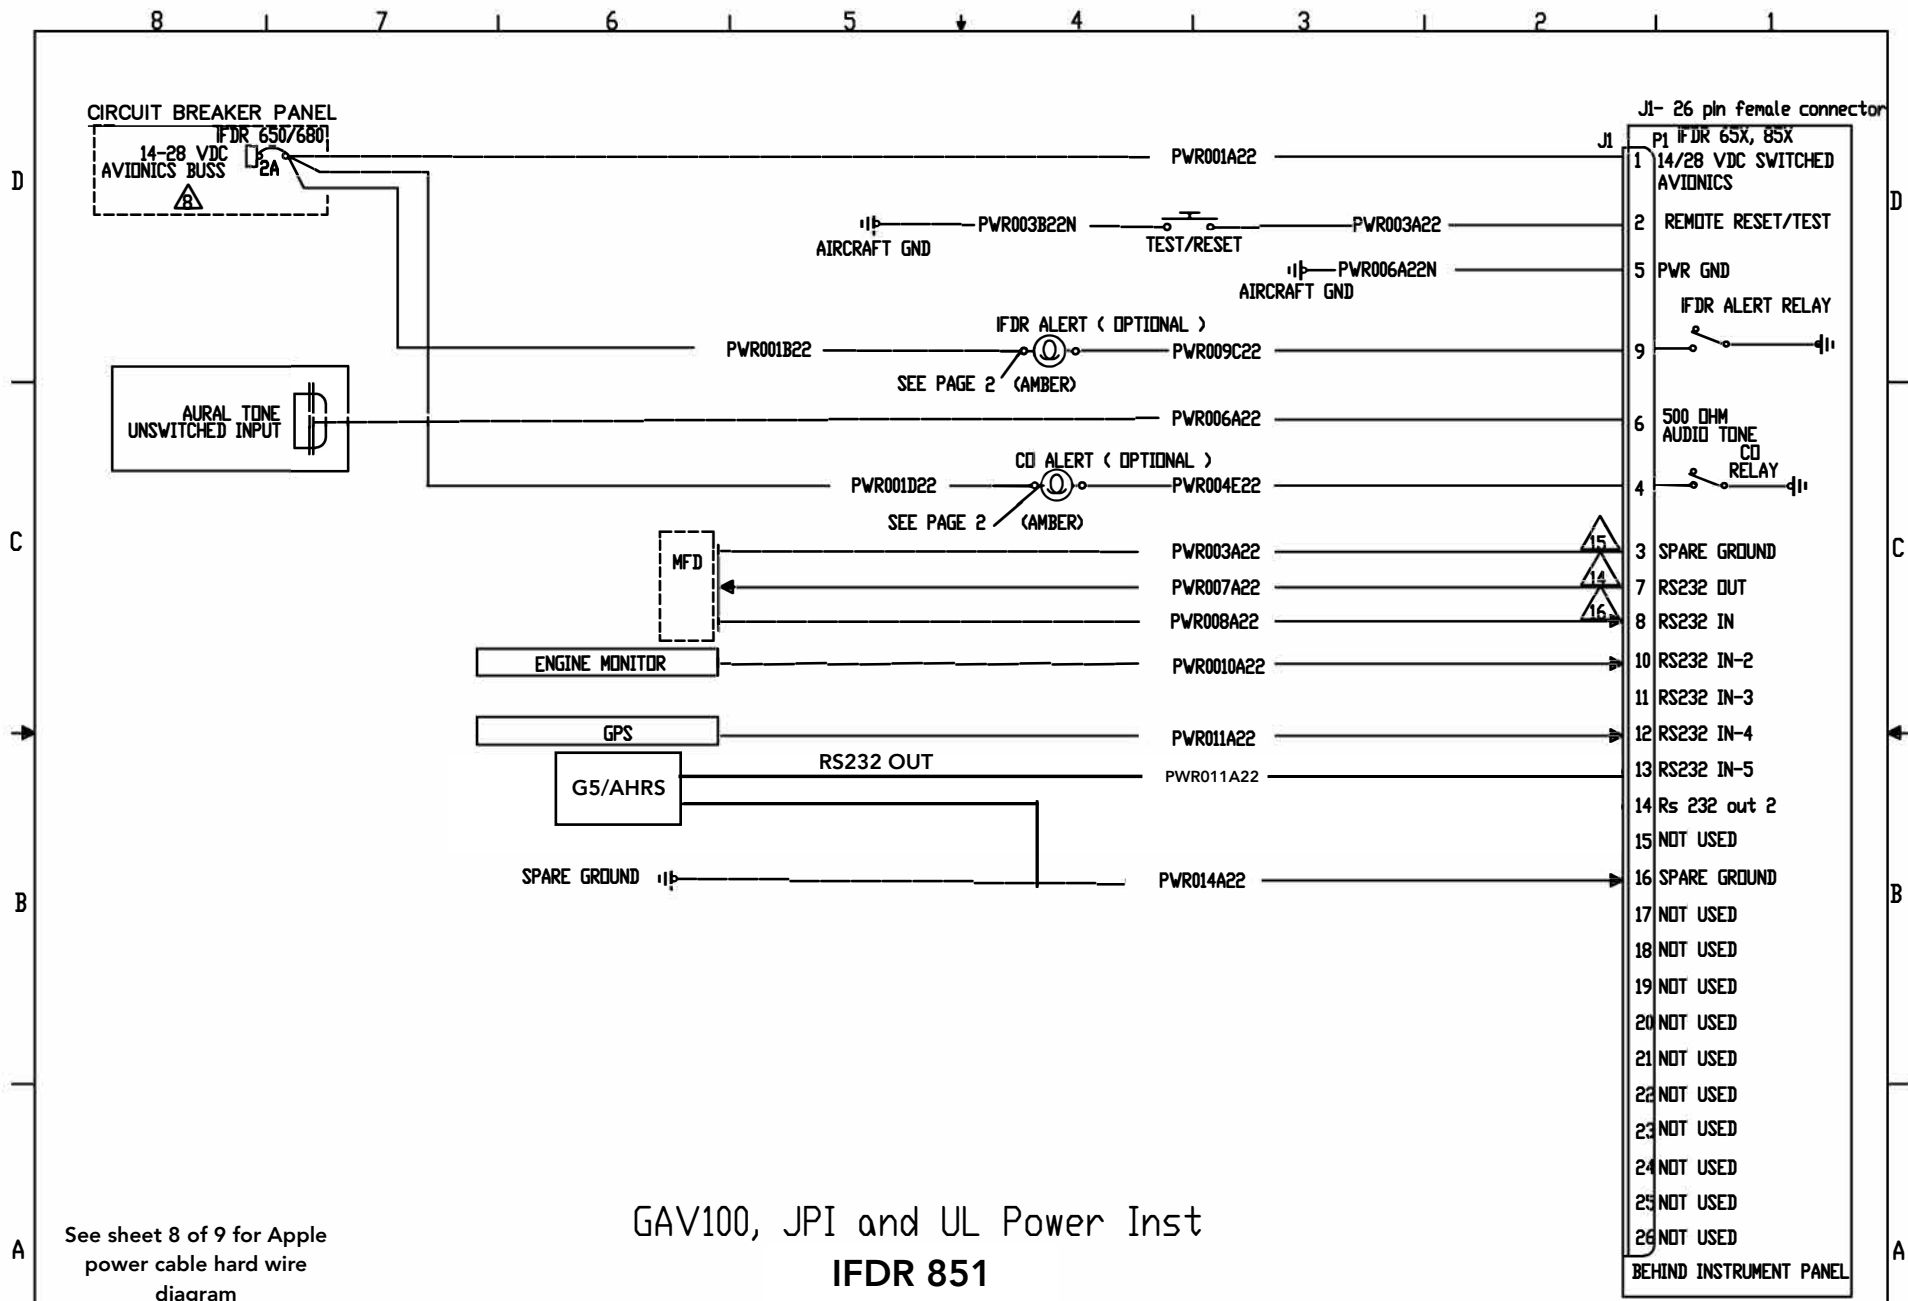 8 7 6 5 4 3 2 1
D
D
C
C
B
B
A
A
CIRCUIT BREAKER PANEL
IFDR 650/680
14-28 VDC
AVIONICS BUSS
2A
8
J1- 26 pin female connector
J1
P1 IFDR 65X, 85X
PWR001A22
1 14/28 VDC SWITCHED
AVIONICS
AIRCRAFT GND
PWR003B22N
TEST/RESET
PWR003A22
2 REMOTE RESET/TEST
AIRCRAFT GND
PWR006A22N
5 PWR GND
IFDR ALERT RELAY
IFDR ALERT ( OPTIONAL )
PWR001B22
PWR009C22
9
SEE PAGE 2 (AMBER)
AURAL TONE
UNSWITCHED INPUT
PWR006A22
6 500 OHM
AUDIO TONE
CO
RELAY
CO ALERT ( OPTIONAL )
PWR001D22
PWR004E22
4
SEE PAGE 2 (AMBER)
MFD
PWR003A22
15
3 SPARE GROUND
PWR007A22
14
7 RS232 OUT
PWR008A22
16
8 RS232 IN
ENGINE MONITOR
PWR0010A22
10 RS232 IN-2
11 RS232 IN-3
GPS
PWR011A22
12 RS232 IN-4
G5/AHRS
RS232 OUT
PWR011A22
13 RS232 IN-5
14 Rs 232 out 2
15 NOT USED
SPARE GROUND
PWR014A22
16 SPARE GROUND
17 NOT USED
18 NOT USED
19 NOT USED
20 NOT USED
21 NOT USED
22 NOT USED
23 NOT USED
24 NOT USED
25 NOT USED
26 NOT USED
BEHIND INSTRUMENT PANEL
See sheet 8 of 9 for Apple
power cable hard wire
diagram
GAV100, JPI and UL Power Inst
IFDR 851